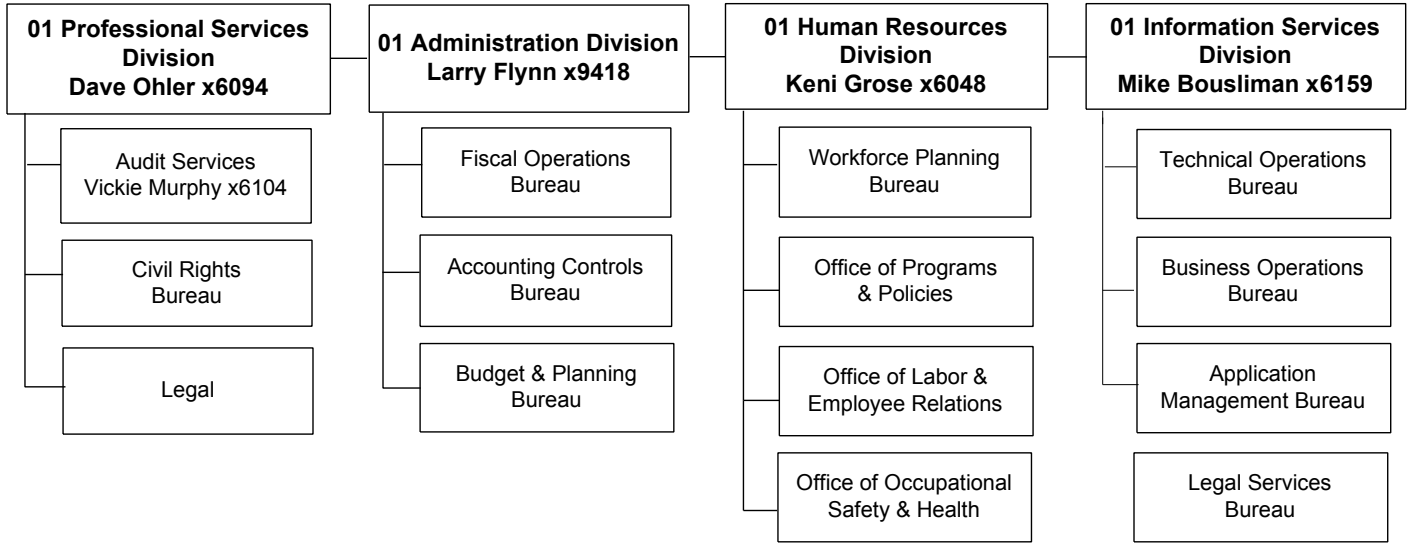 01 Professional Services
Division
Dave Ohler x6094
Audit Services
Vickie Murphy x6104
Civil Rights
Bureau
Legal
01 Administration Division
Larry Flynn x9418
Fiscal Operations
Bureau
Accounting Controls
Bureau
Budget & Planning
Bureau
01 Human Resources
Division
Keni Grose x6048
Workforce Planning
Bureau
Office of Programs
& Policies
Office of Labor &
Employee Relations
Office of Occupational
Safety & Health
01 Information Services
Division
Mike Bousliman x6159
Technical Operations
Bureau
Business Operations
Bureau
Application
Management Bureau
Legal Services
Bureau